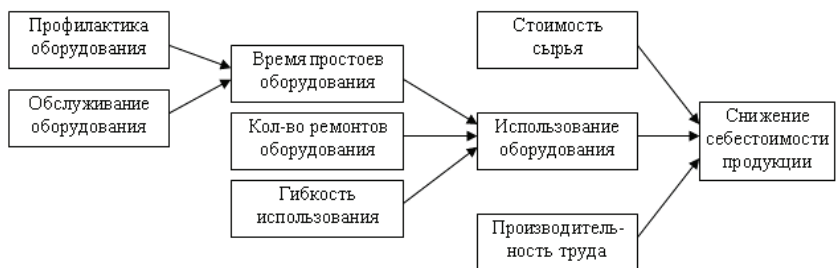 Профилактика
оборудования
Обслуживание
оборудования
Время простоев
оборудования
Кол-во ремонтов
оборудования
Гибкость
использования
Стоимость
сырья
Использование
оборудования
Производитель-
ность труда
Снижение
себестоимости
продукции